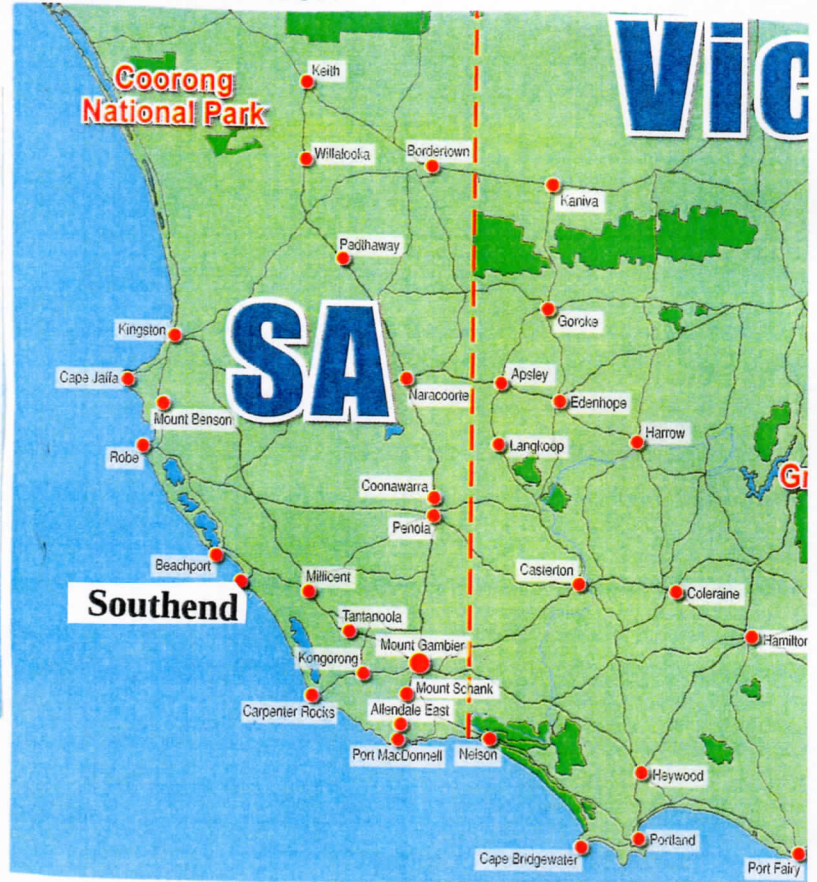 Vic
Keith
Coorong
National Park
Willalooka
Bordertown
Kaniva
Padthaway
SA
Goroke
Kingston
Cape Jaffa
Naracoorte
Apsley
Edenhope
Mount Benson
Robe
Langkoop
Harrow
Gr
Coonawarra
Penola
Beachport
Southend
Millicent
Casterton
Coleraine
Tantanoola
Mount Gambier
Hamilton
Kongorong
Mount Schank
Carpenter Rocks
Allendale East
Port MacDonnell
Nelson
Heywood
Cape Bridgewater
Portland
Port Fairy